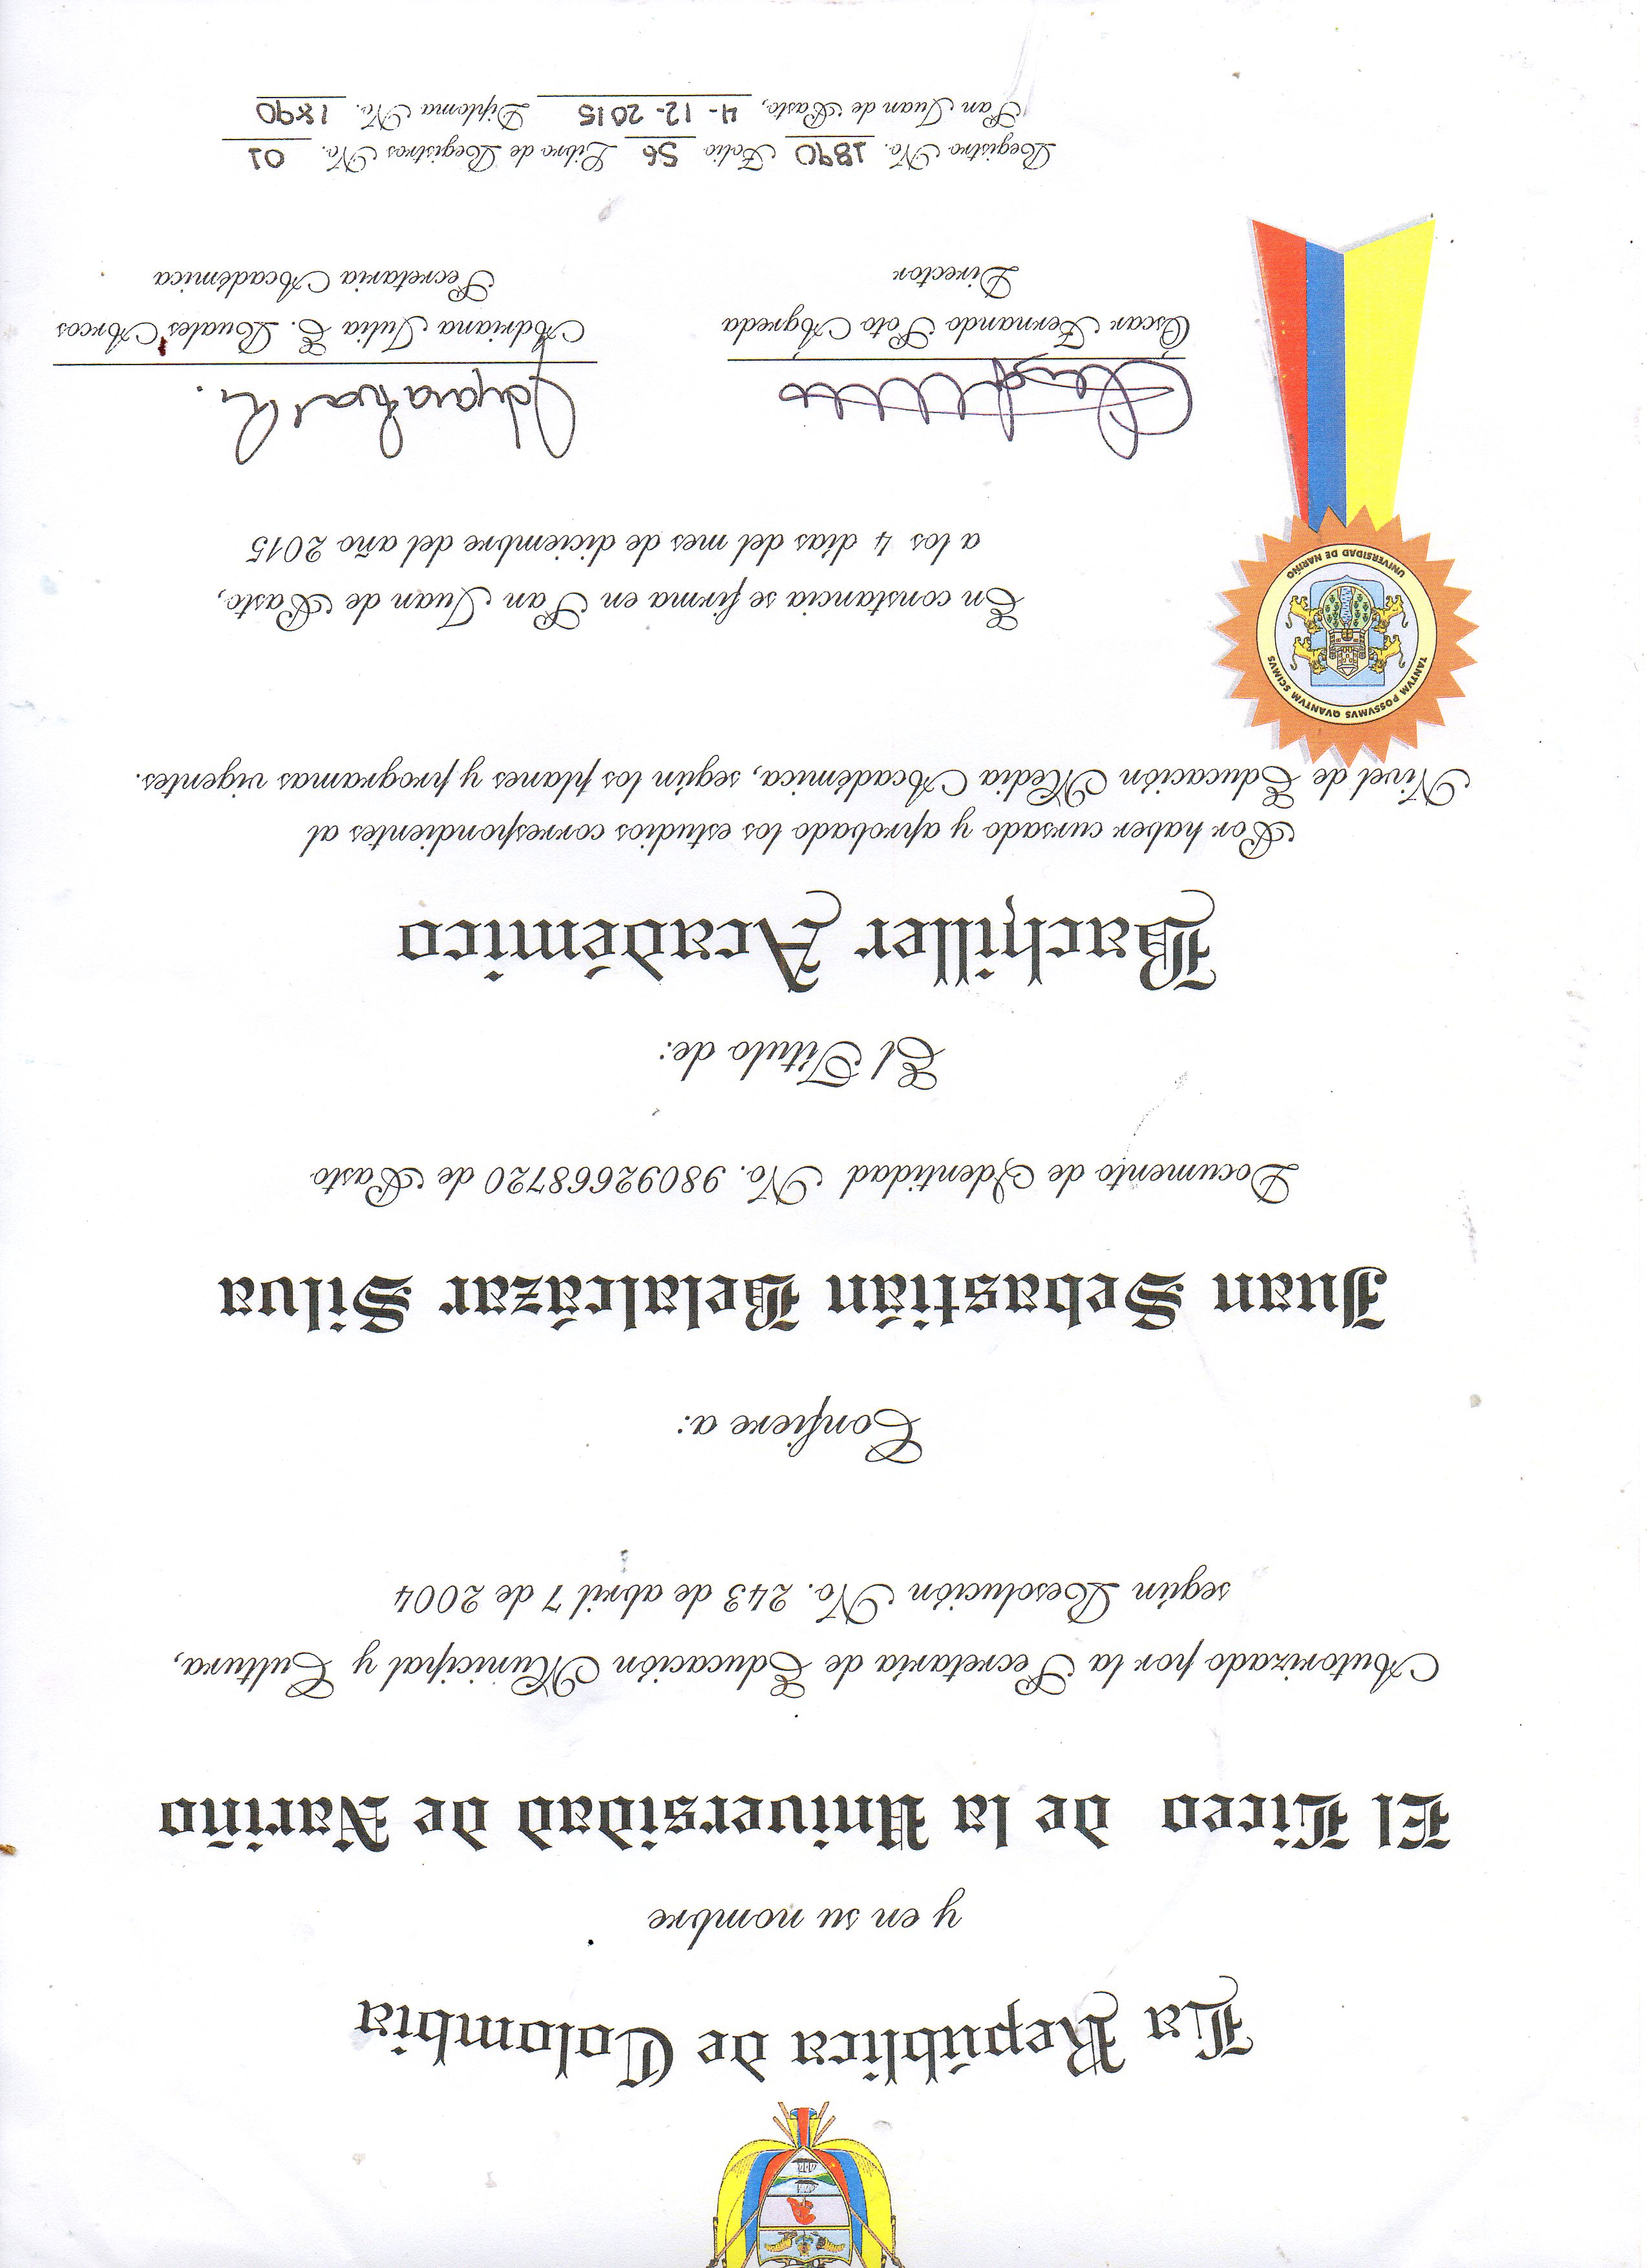 La República de Colombia
y en su nombre
El Liceo de la Universidad de Nariño
Autorizado por la Secretaría de Educación Municipal y Cultura,
según Resolución No. 243 de abril 7 de 2004
Confiere a:
Juan Sebastián Belalcázar Silva
Documento de Identidad No. 98092668720 de Pasto
El Título de:
Bachiller Académico
Por haber cursado y aprobado los estudios correspondientes al
Nivel de Educación Media Académica, según los planes y programas vigentes.
TANTVM POSSVMVS QVANTVM SCIMVS
UNIVERSIDAD DE NARIÑO
En constancia se firma en San Juan de Pasto,
a los 4 días del mes de diciembre del año 2015
Óscar Fernando Soto Ágreda
Adriana Julia E. Ruales Arcos
Director
Secretaria Académica
Registro No. 1890 Folio 56 Libro de Registros No. 01
San Juan de Pasto, 4-12-2015 Diploma No. 1890